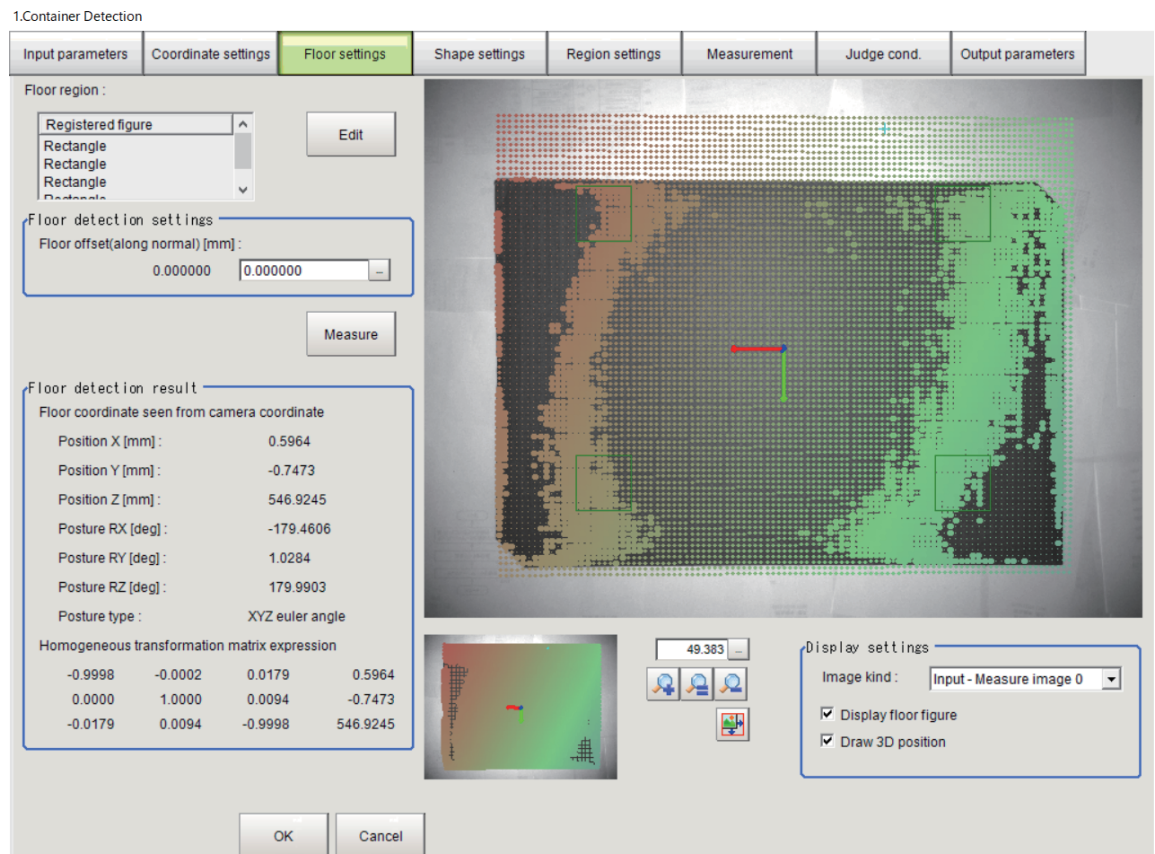 1.Container Detection
Input parameters Coordinate settings Floor settings Shape settings Region settings Measurement Judge cond. Output parameters
Floor region :
Registered figure
Rectangle
Rectangle
Rectangle
Rectangle
Edit
Floor detection settings
Floor offset(along normal) [mm] :
0.000000 0.000000 ...
Measure
Floor detection result
Floor coordinate seen from camera coordinate
Position X [mm] : 0.5964
Position Y [mm] : -0.7473
Position Z [mm] : 546.9245
Posture RX [deg] : -179.4606
Posture RY [deg] : 1.0284
Posture RZ [deg] : 179.9903
Posture type : XYZ euler angle
Homogeneous transformation matrix expression
-0.9998 -0.0002 0.0179 0.5964
0.0000 1.0000 0.0094 -0.7473
-0.0179 0.0094 -0.9998 546.9245
49.383 ...
Display settings
Image kind : Input - Measure image 0
Display floor figure
Draw 3D position
OK Cancel